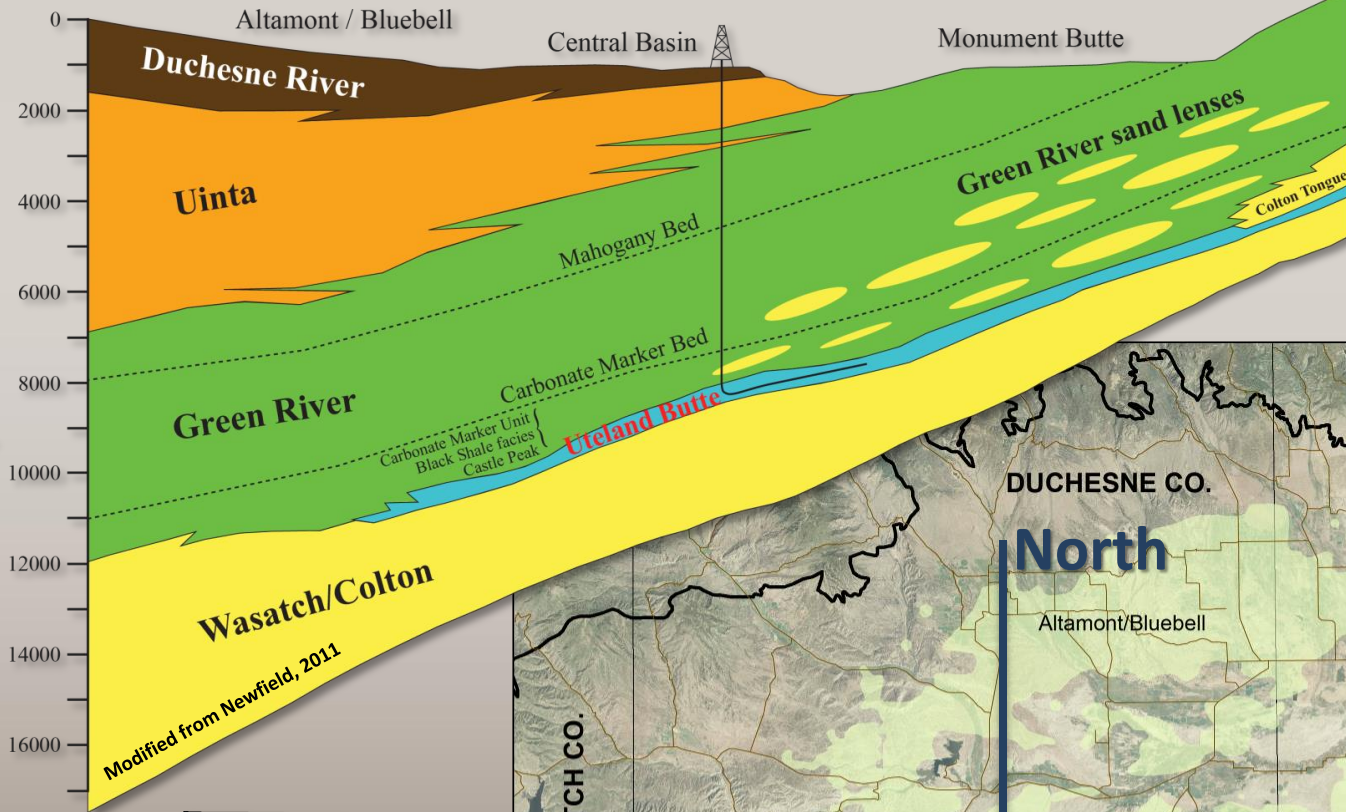 0
Altamont / Bluebell
Central Basin
Monument Butte
Duchesne River
2000
Green River sand lenses
Uinta
4000
Colton Tongue
Mahogany Bed
6000
Carbonate Marker Bed
8000
Green River
Uteland Butte
Carbonate Marker Unit
Black Shale facies
Castle Peak
10000
DUCHESNE CO.
North
12000
Wasatch/Colton
Altamont/Bluebell
14000
Modified from Newfield, 2011
16000
TCH CO.